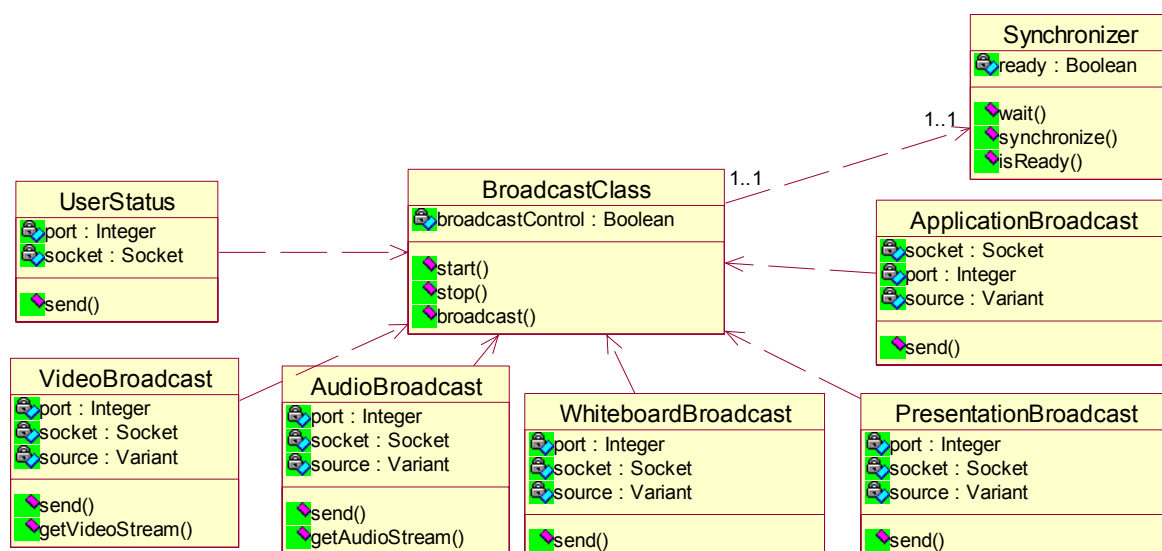 Synchronizer
ready : Boolean
wait()
synchronize()
isReady()
1..1
1..1
BroadcastClass
broadcastControl : Boolean
start()
stop()
broadcast()
UserStatus
port : Integer
socket : Socket
send()
ApplicationBroadcast
socket : Socket
port : Integer
source : Variant
send()
VideoBroadcast
port : Integer
socket : Socket
source : Variant
send()
getVideoStream()
AudioBroadcast
port : Integer
socket : Socket
source : Variant
send()
getAudioStream()
WhiteboardBroadcast
port : Integer
socket : Socket
source : Variant
send()
PresentationBroadcast
port : Integer
socket : Socket
source : Variant
send()